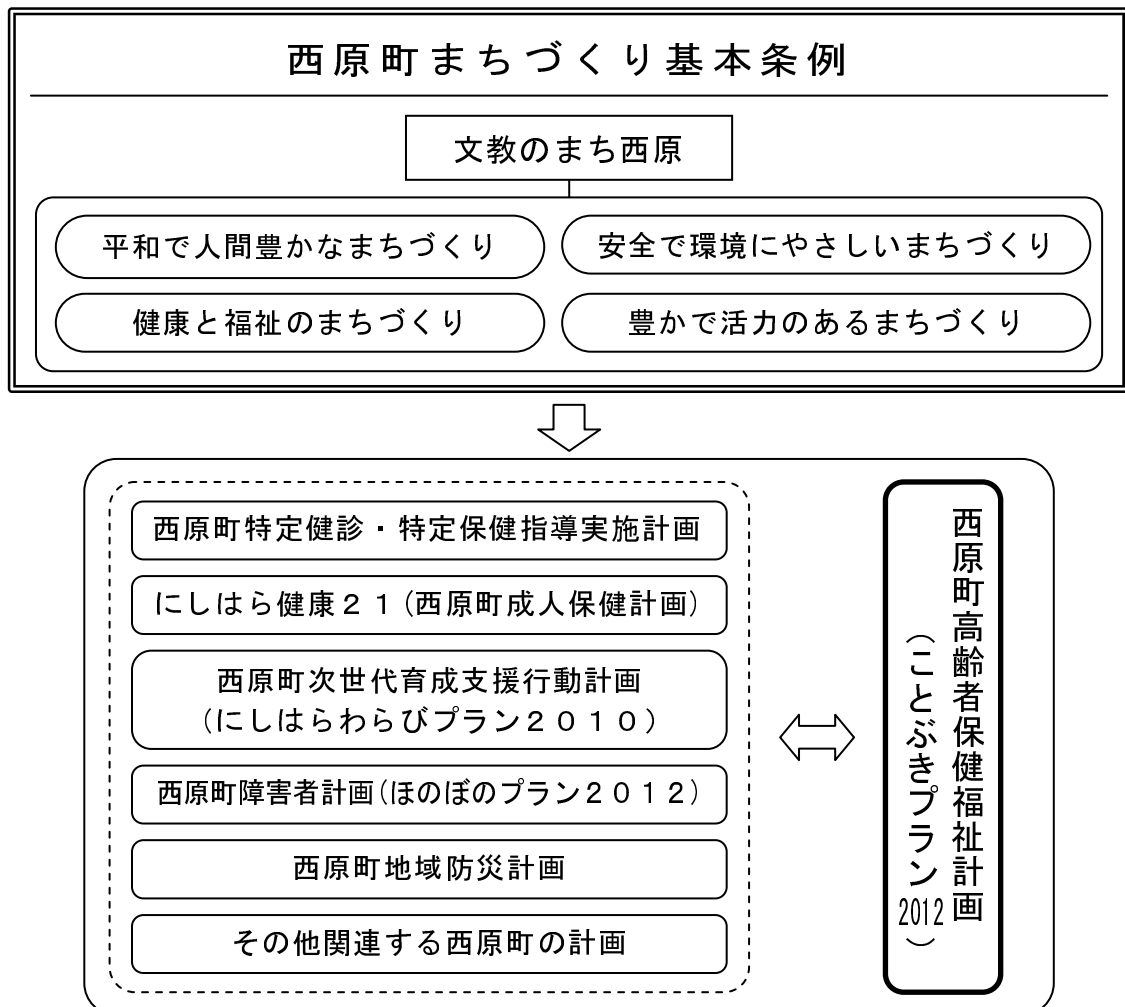 西原町まちづくり基本条例
文教のまち西原
平和で人間豊かなまちづくり
安全で環境にやさしいまちづくり
健康と福祉のまちづくり
豊かで活力のあるまちづくり
西原町特定健診・特定保健指導実施計画
にしはら健康２１(西原町成人保健計画)
西原町次世代育成支援行動計画
(にしはらわらびプラン２０１０)
西原町障害者計画(ほのぼのプラン２０１２)
西原町地域防災計画
その他関連する西原町の計画
西原町高齢者保健福祉計画
(ことぶきプラン2012)